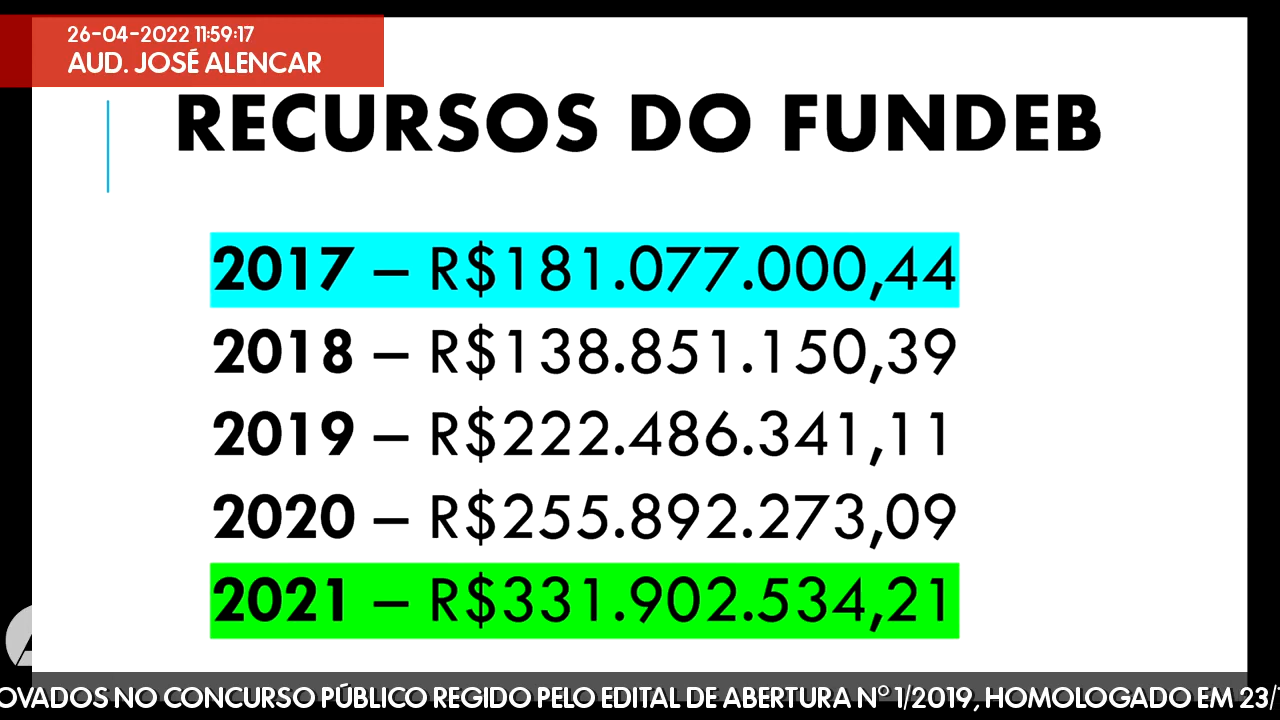 26-04-2022 11:59:17
AUD. JOSÉ ALENCAR
RECURSOS DO FUNDEB
2017 – R$181.077.000,44
2018 – R$138.851.150,39
2019 – R$222.486.341,11
2020 – R$255.892.273,09
2021 – R$331.902.534,21
OVADOS NO CONCURSO PÚBLICO REGIDO PELO EDITAL DE ABERTURA Nº 1/2019, HOMOLOGADO EM 23/